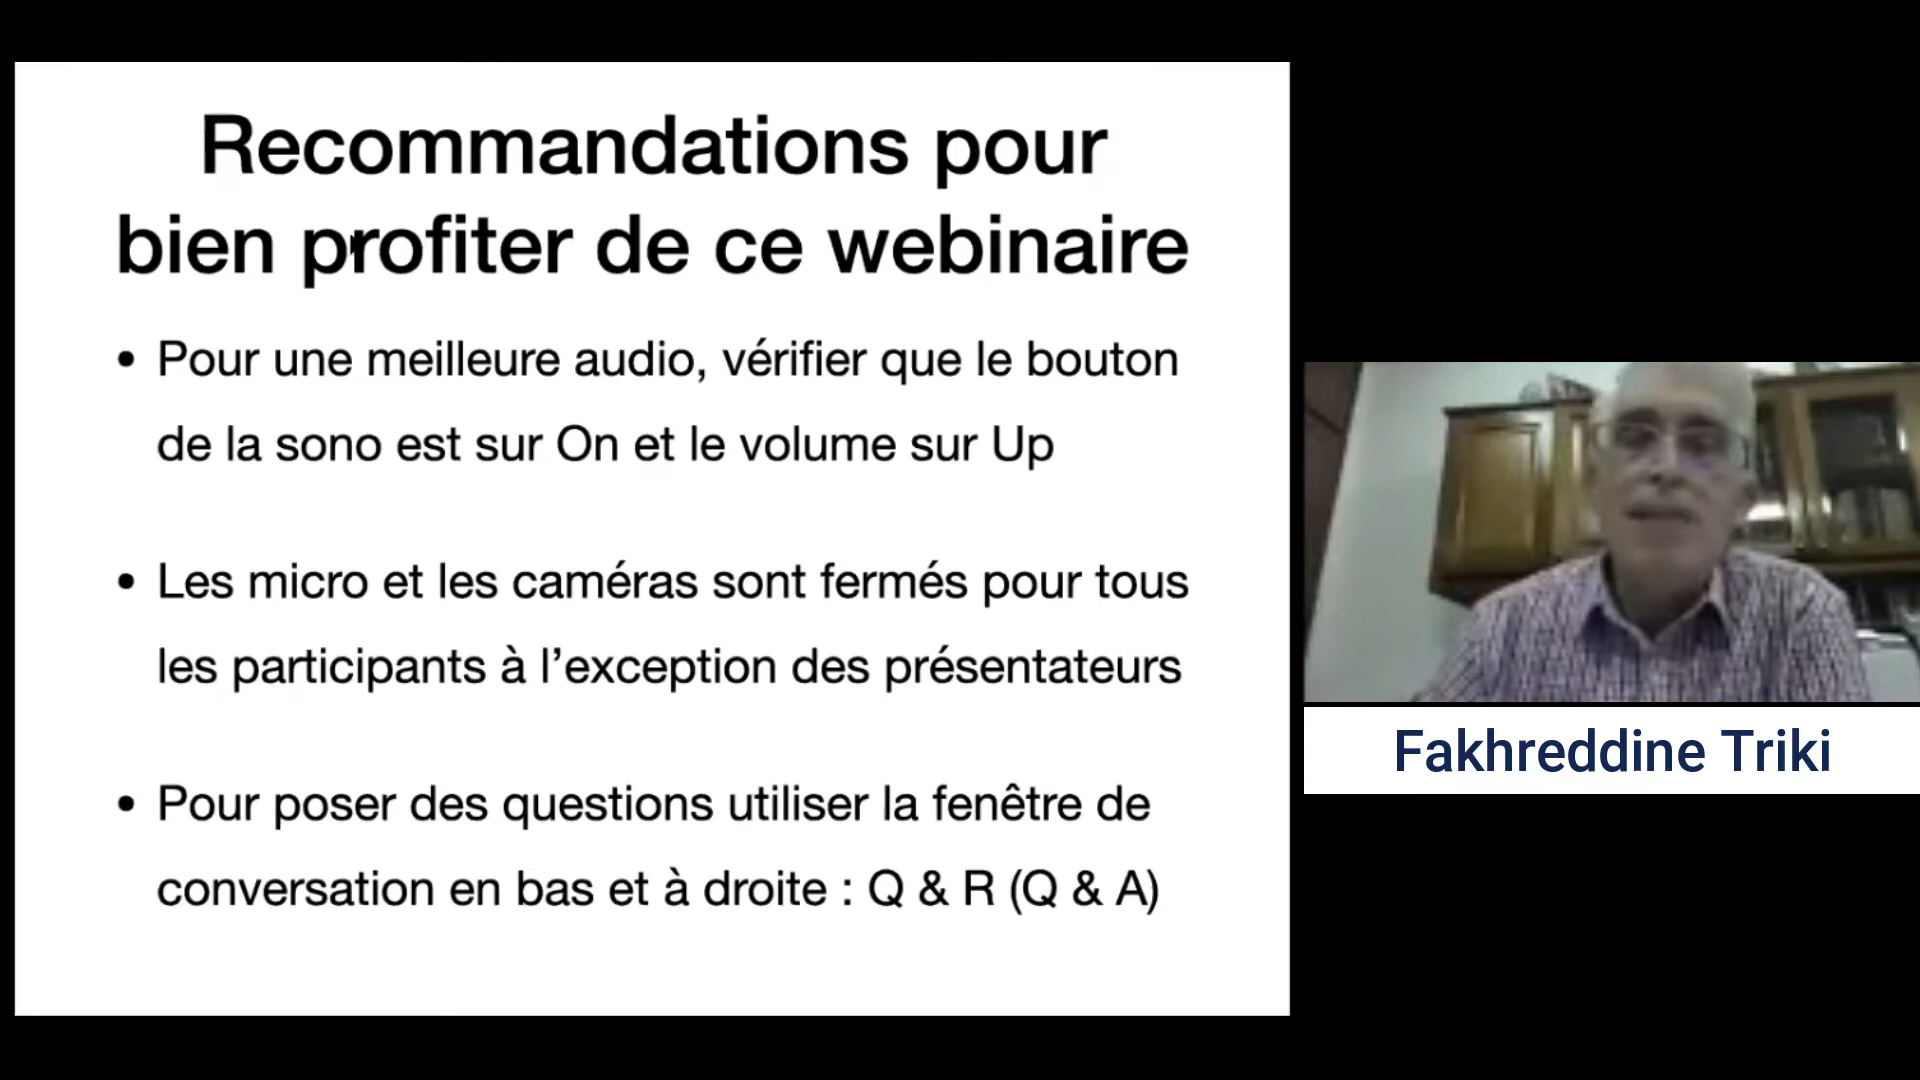 Recommandations pour
bien profiter de ce webinaire
• Pour une meilleure audio, vérifier que le bouton
de la sono est sur On et le volume sur Up
• Les micro et les caméras sont fermés pour tous
les participants à l’exception des présentateurs
• Pour poser des questions utiliser la fenêtre de
conversation en bas et à droite : Q & R (Q & A)
Fakhreddine Triki